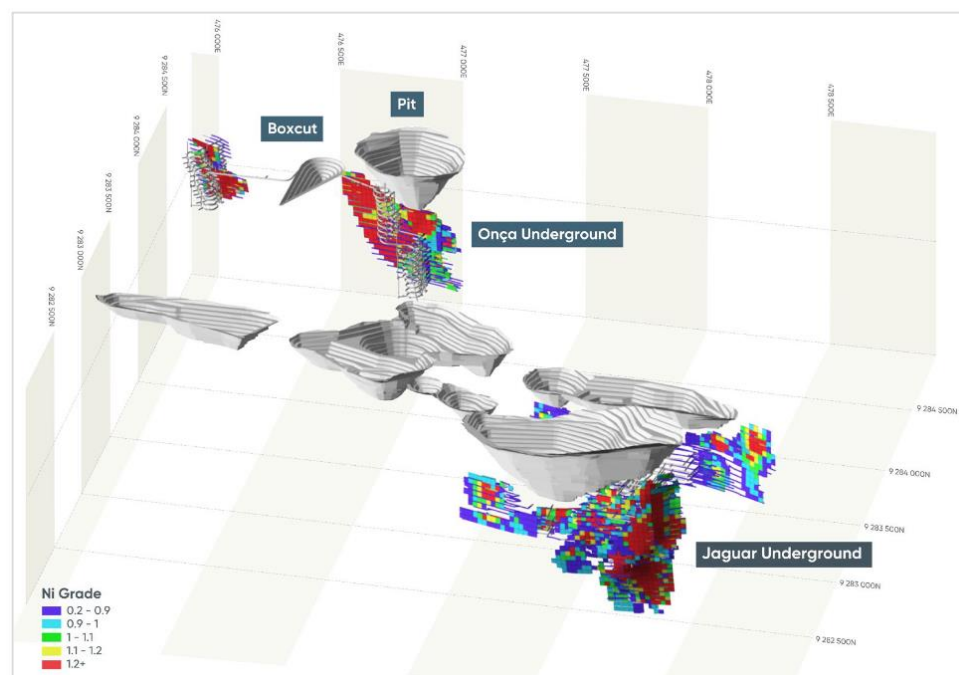 476 000E
476 500E
477 000E
477 500E
478 000E
478 500E
9 284 500N
9 284 000N
9 283 500N
9 283 000N
9 282 500N
Pit
Boxcut
Onça Underground
9 284 500N
9 284 000N
9 283 500N
Jaguar Underground
9 283 000N
9 282 500N
Ni Grade
0.2 - 0.9
0.9 - 1
1 - 1.1
1.1 - 1.2
1.2+